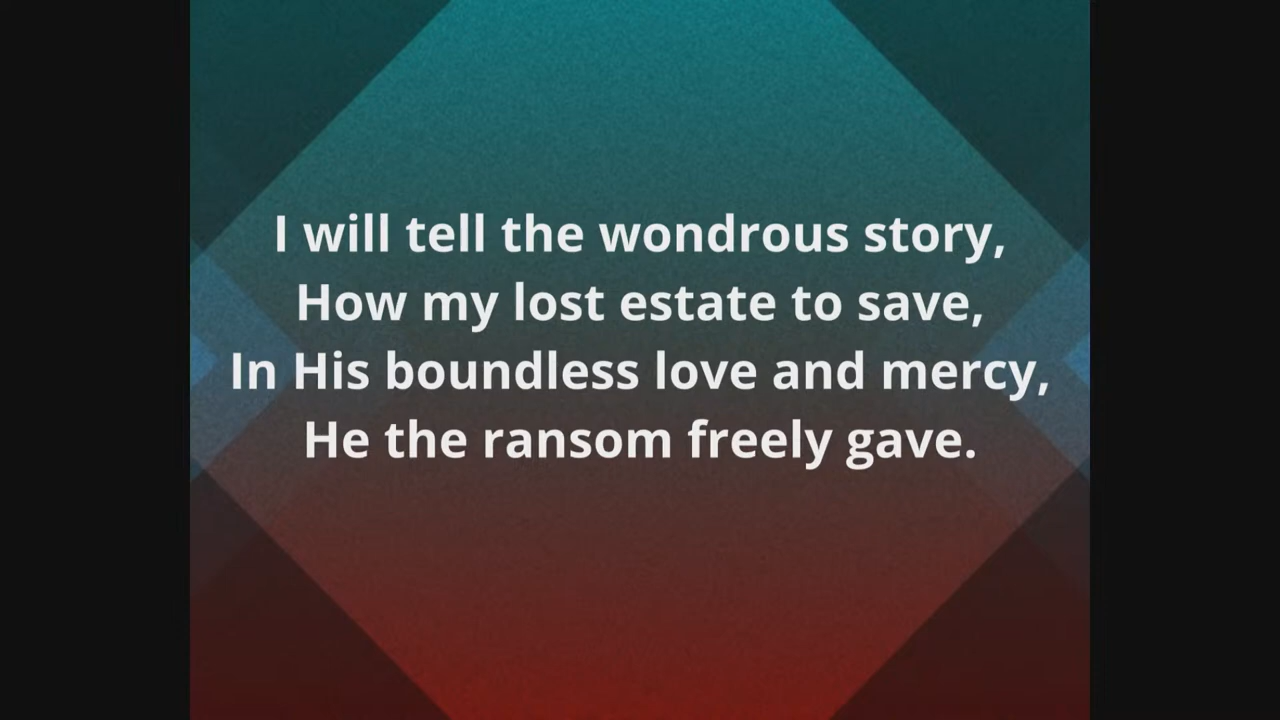 I will tell the wondrous story,
How my lost estate to save,
In His boundless love and mercy,
He the ransom freely gave.